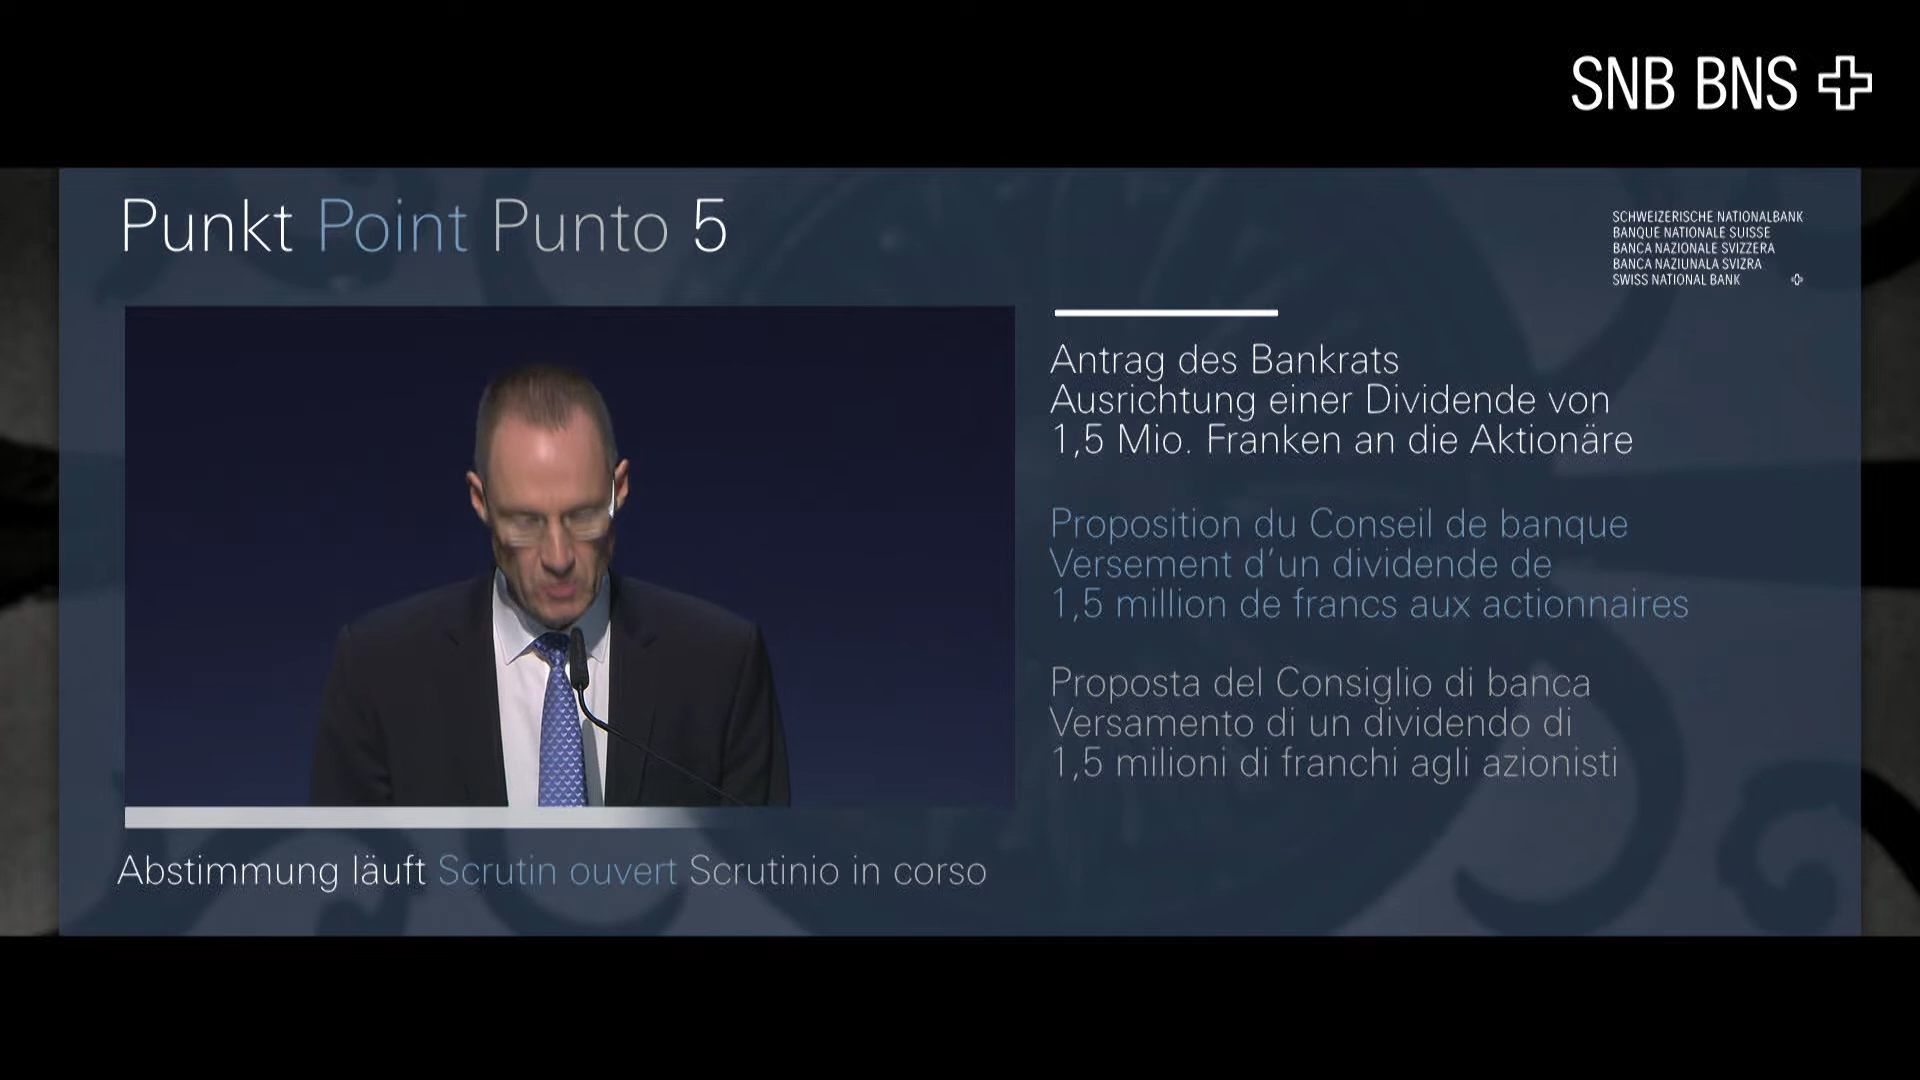 SNB BNS
Punkt Point Punto 5
SCHWEIZERISCHE NATIONALBANK
BANQUE NATIONALE SUISSE
BANCA NAZIONALE SVIZZERA
BANCA NAZIUNALA SVIZRA
SWISS NATIONAL BANK
Antrag des Bankrats
Ausrichtung einer Dividende von
1,5 Mio. Franken an die Aktionäre
Proposition du Conseil de banque
Versement d’un dividende de
1,5 million de francs aux actionnaires
Proposta del Consiglio di banca
Versamento di un dividendo di
1,5 milioni di franchi agli azionisti
Abstimmung läuft Scrutin ouvert Scrutinio in corso